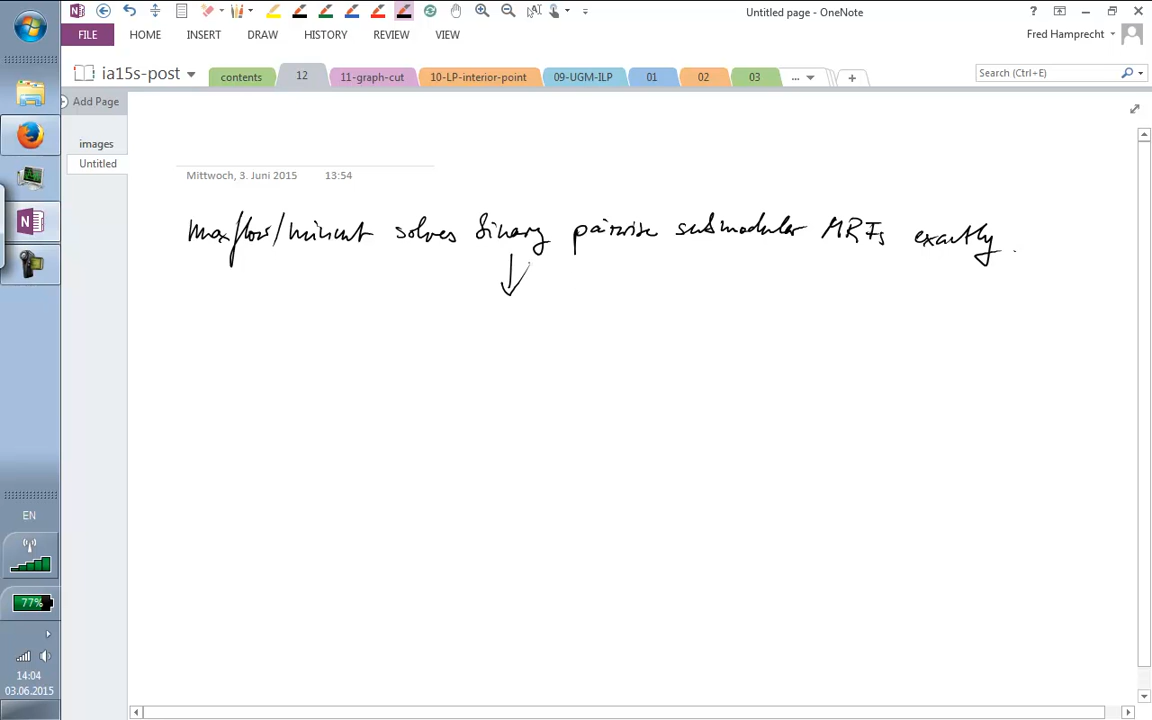 Untitled page - OneNote
FILE
HOME
INSERT
DRAW
HISTORY
REVIEW
VIEW
Fred Hamprecht
ia15s-post
contents
12
11-graph-cut
10-LP-interior-point
09-UGM-ILP
01
02
03
...
Search (Ctrl+E)
Add Page
images
Untitled
Mittwoch, 3. Juni 2015 13:54
maxflow/mincut solves binary pairwise submodular MRFs exactly.
EN
77%
14:04
03.06.2015